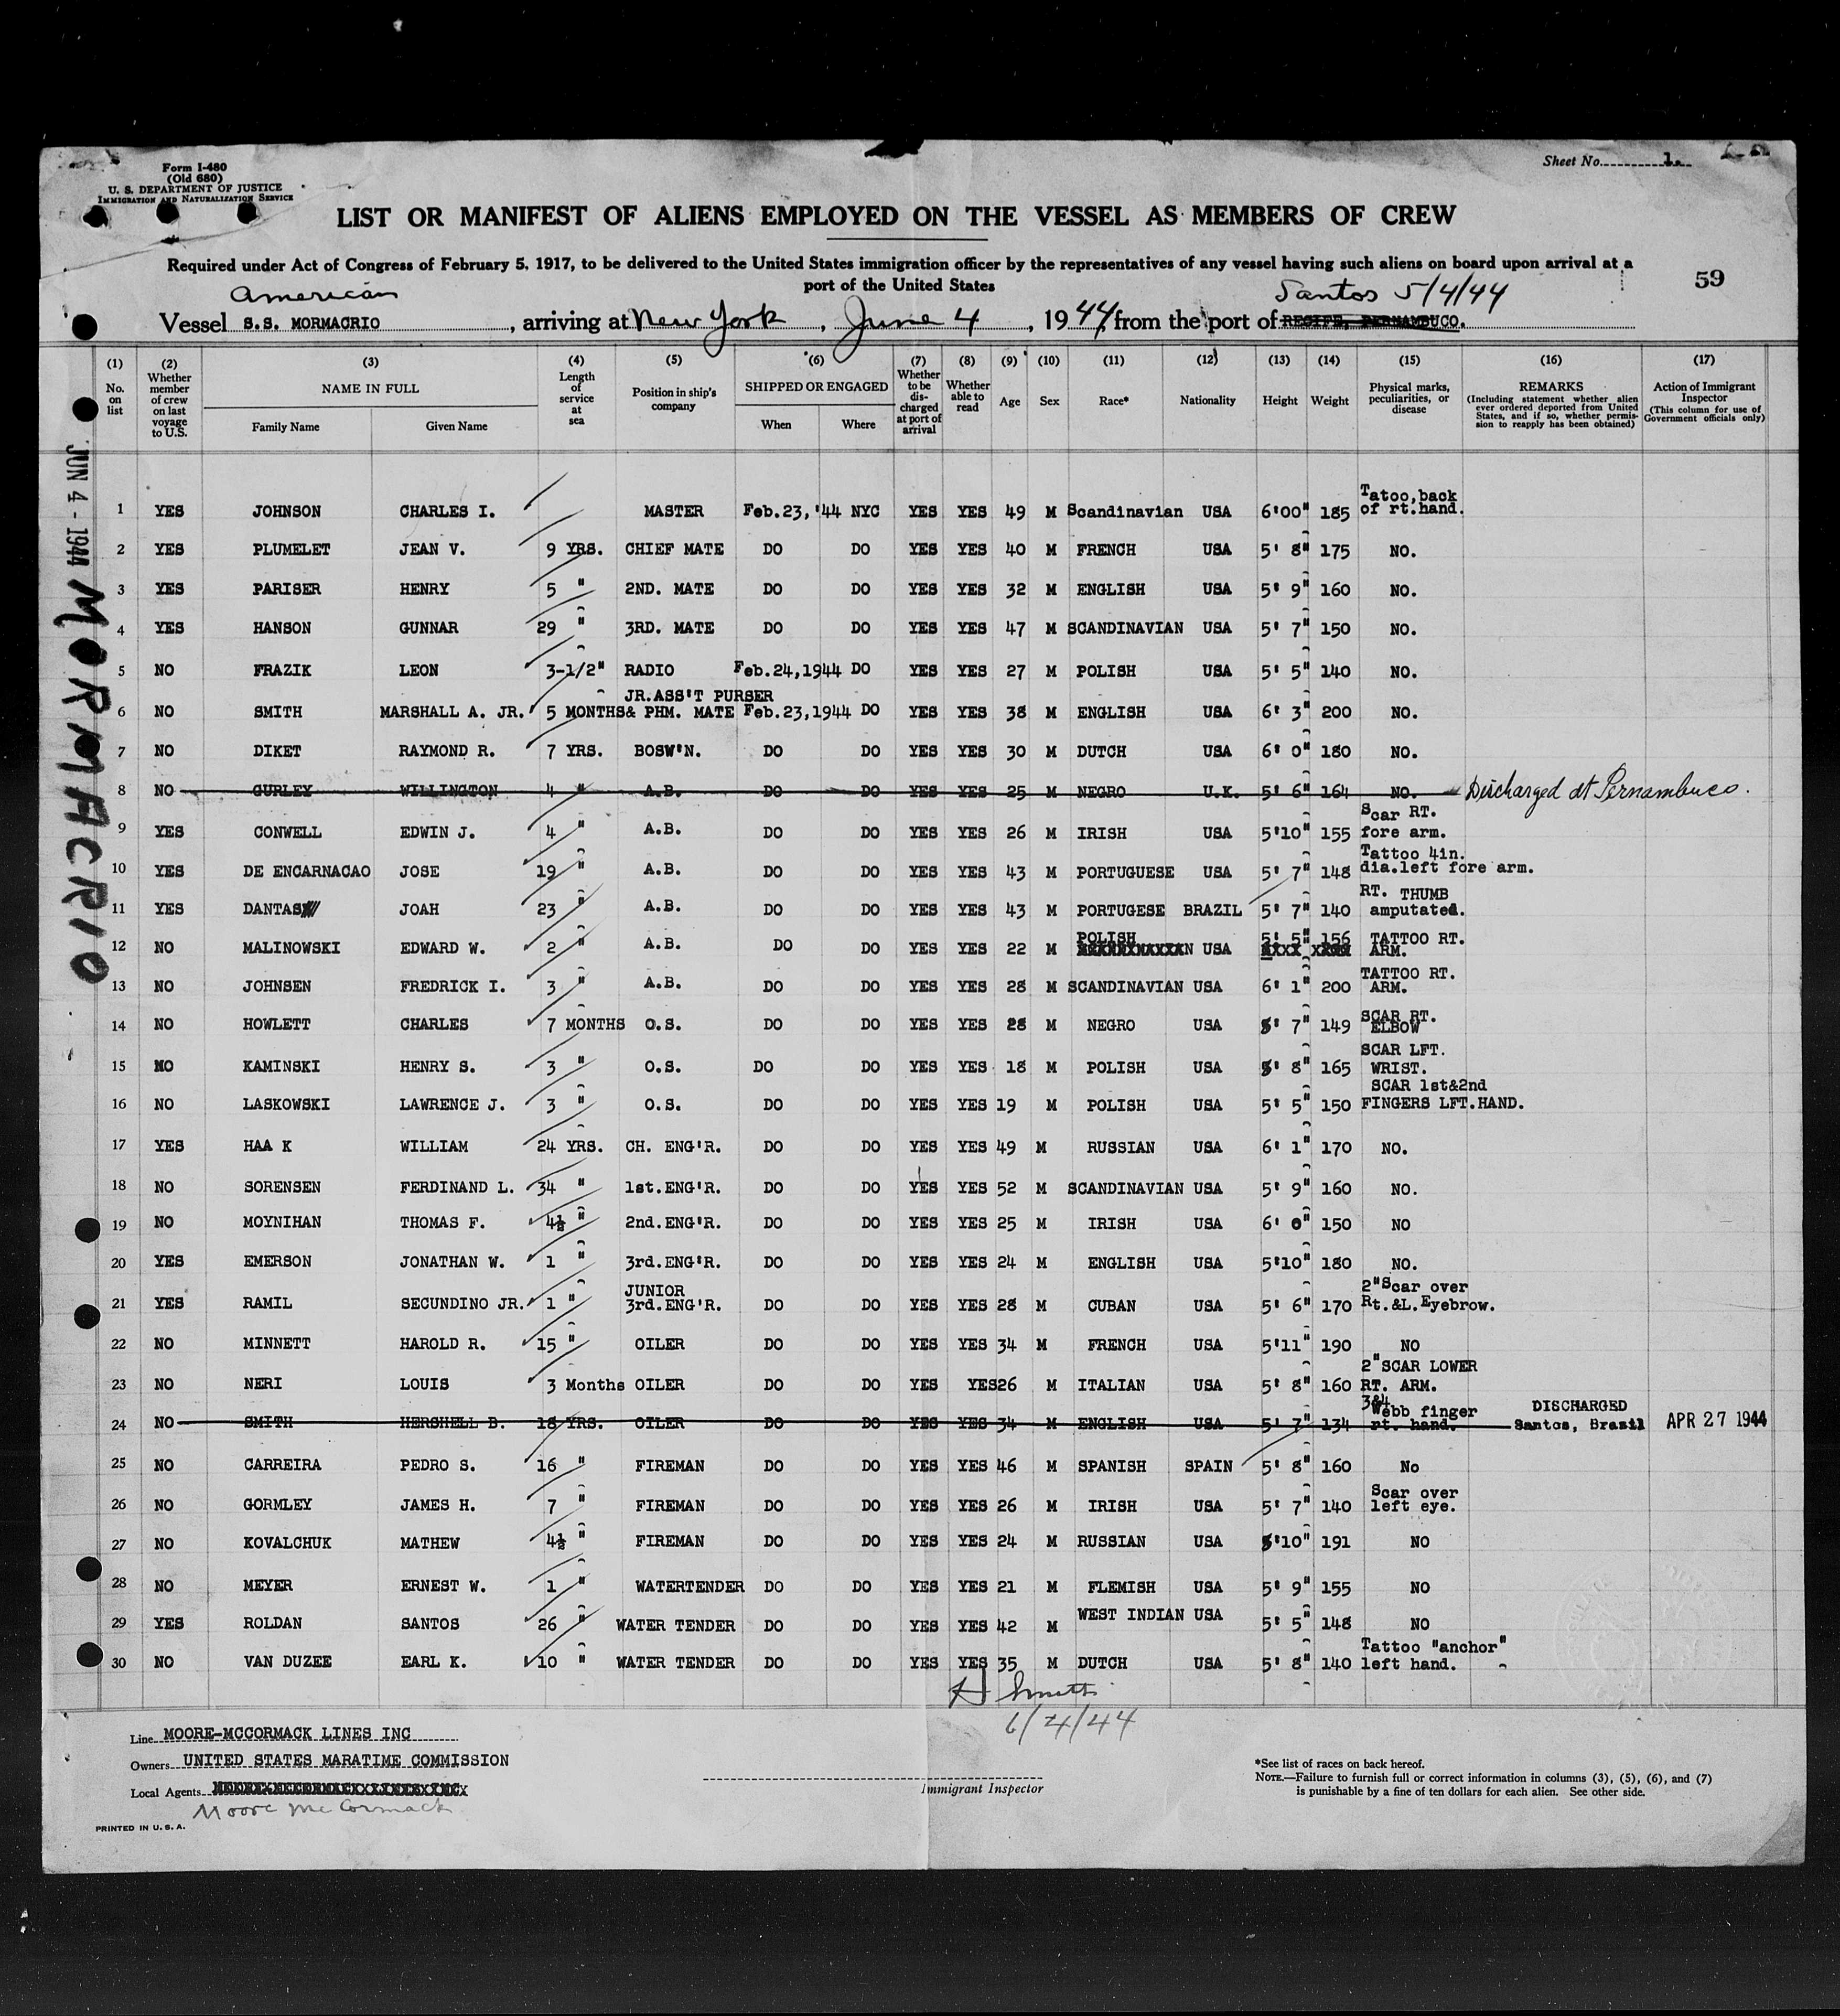 Form I-480
(Old 680)
U. S. DEPARTMENT OF JUSTICE
IMMIGRATION AND NATURALIZATION SERVICE
Sheet No. 1.
LIST OR MANIFEST OF ALIENS EMPLOYED ON THE VESSEL AS MEMBERS OF CREW
Required under Act of Congress of February 5, 1917, to be delivered to the United States immigration officer by the representatives of any vessel having such aliens on board upon arrival at a
port of the United States
59
American
Santos 5/4/44
Vessel S.S. MORMACRIO, arriving at New York, June 4, 1944, from the port of RECIFE, PERNAMBUCO.
(1) No. on list
(2) Whether member of crew on last voyage to U.S.
(3) NAME IN FULL Family Name Given Name
(4) Length of service at sea
(5) Position in ship's company
(6) SHIPPED OR ENGAGED When Where
(7) Whether to be discharged at port of arrival
(8) Whether able to read
(9) Age
(10) Sex
(11) Race*
(12) Nationality
(13) Height
(14) Weight
(15) Physical marks, peculiarities, or disease
(16) REMARKS (Including statement whether alien ever ordered deported from United States, and if so, whether permission to reapply has been obtained)
(17) Action of Immigrant Inspector (This column for use of Government officials only)
1 YES JOHNSON CHARLES I. MASTER Feb.23,'44 NYC YES YES 49 M Scandinavian USA 6'00" 185 Tatoo,back of rt.hand.
2 YES PLUMELET JEAN V. 9 YRS. CHIEF MATE DO DO YES YES 40 M FRENCH USA 5' 8" 175 NO.
3 YES PARISER HENRY 5 " 2ND. MATE DO DO YES YES 32 M ENGLISH USA 5' 9" 160 NO.
4 YES HANSON GUNNAR 29 " 3RD. MATE DO DO YES YES 47 M SCANDINAVIAN USA 5' 7" 150 NO.
5 NO FRAZIK LEON 3-1/2" RADIO Feb.24,1944 DO YES YES 27 M POLISH USA 5' 5" 140 NO.
6 NO SMITH MARSHALL A. JR. 5 MONTHS JR.ASS'T PURSER & PHM. MATE Feb.23,1944 DO YES YES 38 M ENGLISH USA 6' 3" 200 NO.
7 NO DIKET RAYMOND R. 7 YRS. BOSW'N. DO DO YES YES 30 M DUTCH USA 6' 0" 180 NO.
8 NO GURLEY WILLINGTON 4 " A.B. DO DO YES YES 25 M NEGRO U.K. 5' 6" 164 NO. Discharged at Pernambuco.
9 YES CONWELL EDWIN J. 4 " A.B. DO DO YES YES 26 M IRISH USA 5'10" 155 Scar RT. fore arm.
10 YES DE ENCARNACAO JOSE 19 " A.B. DO DO YES YES 43 M PORTUGUESE USA 5' 7" 148 Tattoo 4in. dia.left fore arm.
11 YES DANTAS JOAH 23 " A.B. DO DO YES YES 43 M PORTUGESE BRAZIL 5' 7" 140 RT. THUMB amputated.
12 NO MALINOWSKI EDWARD W. 2 " A.B. DO DO YES YES 22 M POLISH USA 5' 5" 156 TATTOO RT. ARM.
13 NO JOHNSEN FREDRICK I. 3 " A.B. DO DO YES YES 28 M SCANDINAVIAN USA 6' 1" 200 TATTOO RT. ARM.
14 NO HOWLETT CHARLES 7 MONTHS O.S. DO DO YES YES 28 M NEGRO USA 5' 7" 149 SCAR RT. ELBOW
15 NO KAMINSKI HENRY S. 3 " O.S. DO DO YES YES 18 M POLISH USA 5' 8" 165 SCAR LFT. WRIST.
16 NO LASKOWSKI LAWRENCE J. 3 " O.S. DO DO YES YES 19 M POLISH USA 5' 5" 150 SCAR 1st&2nd FINGERS LFT.HAND.
17 YES HAA K WILLIAM 24 YRS. CH. ENG'R. DO DO YES YES 49 M RUSSIAN USA 6' 1" 170 NO.
18 NO SORENSEN FERDINAND L. 34 " 1st.ENG'R. DO DO YES YES 52 M SCANDINAVIAN USA 5' 9" 160 NO.
19 NO MOYNIHAN THOMAS F. 4½ " 2nd.ENG'R. DO DO YES YES 25 M IRISH USA 6' 0" 150 NO
20 YES EMERSON JONATHAN W. 1 " 3rd.ENG'R. DO DO YES YES 24 M ENGLISH USA 5'10" 180 NO.
21 YES RAMIL SECUNDINO JR. 1 " JUNIOR 3rd.ENG'R. DO DO YES YES 28 M CUBAN USA 5' 6" 170 2"Scar over Rt.&L.Eyebrow.
22 NO MINNETT HAROLD R. 15 " OILER DO DO YES YES 34 M FRENCH USA 5'11" 190 NO
23 NO NERI LOUIS 3 Months OILER DO DO YES YES 26 M ITALIAN USA 5' 8" 160 2"SCAR LOWER RT. ARM.
24 NO SMITH HERSHELL B. 18 YRS. OILER DO DO YES YES 34 M ENGLISH USA 5' 7" 134 3&4 Webb finger rt. hand. DISCHARGED Santos, Brasil APR 27 1944
25 NO CARREIRA PEDRO S. 16 " FIREMAN DO DO YES YES 46 M SPANISH SPAIN 5' 8" 160 No
26 NO GORMLEY JAMES H. 7 " FIREMAN DO DO YES YES 26 M IRISH USA 5' 7" 140 Scar over left eye.
27 NO KOVALCHUK MATHEW 4½ " FIREMAN DO DO YES YES 24 M RUSSIAN USA 5'10" 191 NO
28 NO MEYER ERNEST W. 1 " WATERTENDER DO DO YES YES 21 M FLEMISH USA 5' 9" 155 NO
29 YES ROLDAN SANTOS 26 " WATER TENDER DO DO YES YES 42 M WEST INDIAN USA 5' 5" 148 NO
30 NO VAN DUZEE EARL K. 10 " WATER TENDER DO DO YES YES 35 M DUTCH USA 5' 8" 140 Tattoo "anchor" left hand.
JUN 4 - 1944 MORMACRIO
6/4/44
Line MOORE-MCCORMACK LINES INC
Owners UNITED STATES MARATIME COMMISSION
Local Agents
Moore McCormack
Immigrant Inspector
*See list of races on back hereof.
NOTE.—Failure to furnish full or correct information in columns (3), (5), (6), and (7)
is punishable by a fine of ten dollars for each alien. See other side.
PRINTED IN U. S. A.